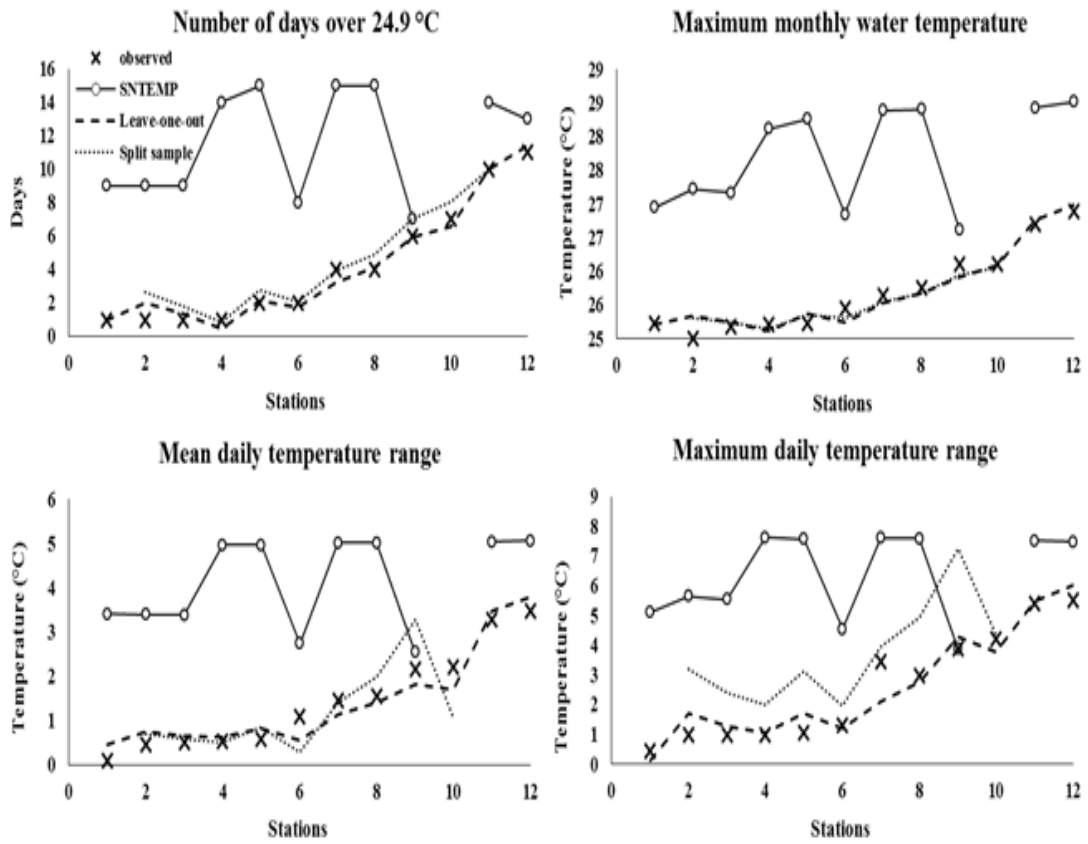 Number of days over 24.9 °C
observed
SNTEMP
Leave-one-out
Split sample
16
14
12
10
8
6
4
2
0
Days
0 2 4 6 8 10 12
Stations
Maximum monthly water temperature
29
29
28
28
27
27
26
26
25
Temperature (°C)
0 2 4 6 8 10 12
Stations
Mean daily temperature range
6
5
4
3
2
1
0
Temperature (°C)
0 2 4 6 8 10 12
Stations
Maximum daily temperature range
9
8
7
6
5
4
3
2
1
0
Temperature (°C)
0 2 4 6 8 10 12
Stations